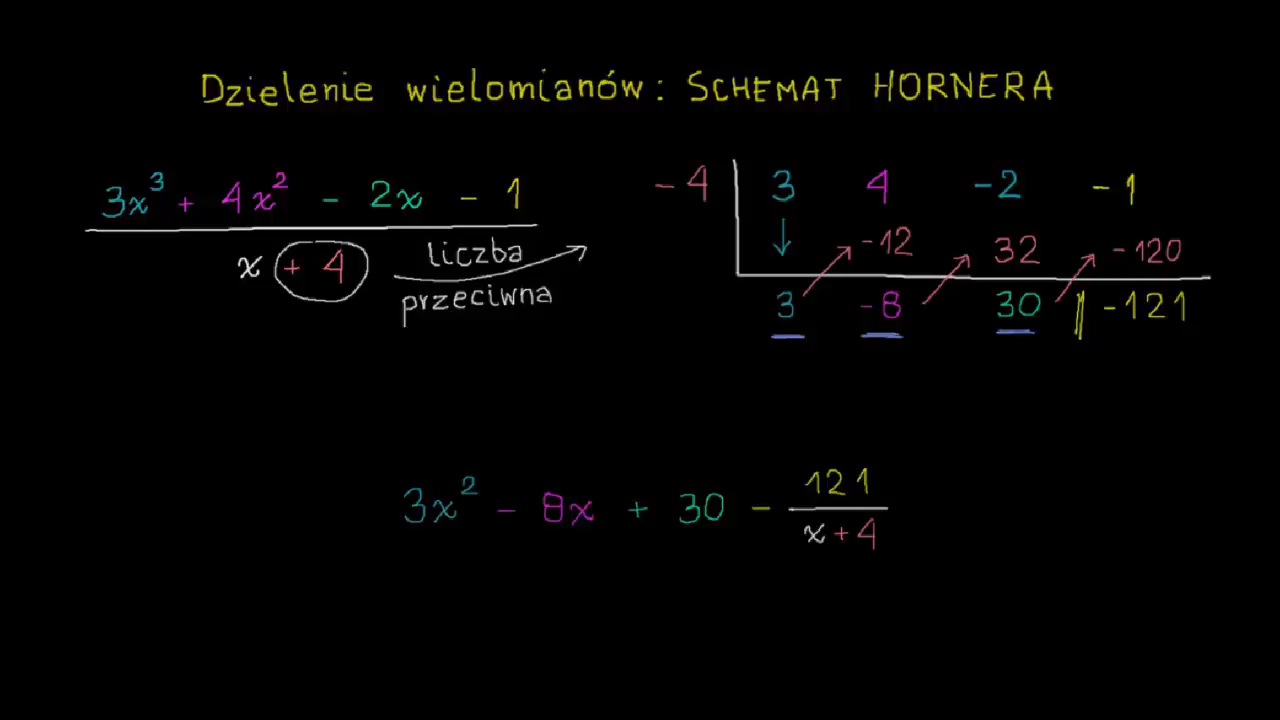 Dzielenie wielomianów: SCHEMAT HORNERA
3x³ + 4x² - 2x - 1
x + 4
liczba
przeciwna
-4 | 3 4 -2 -1
-12 32 -120
3 -8 30 || -121
3x² - 8x + 30 - 121
x + 4